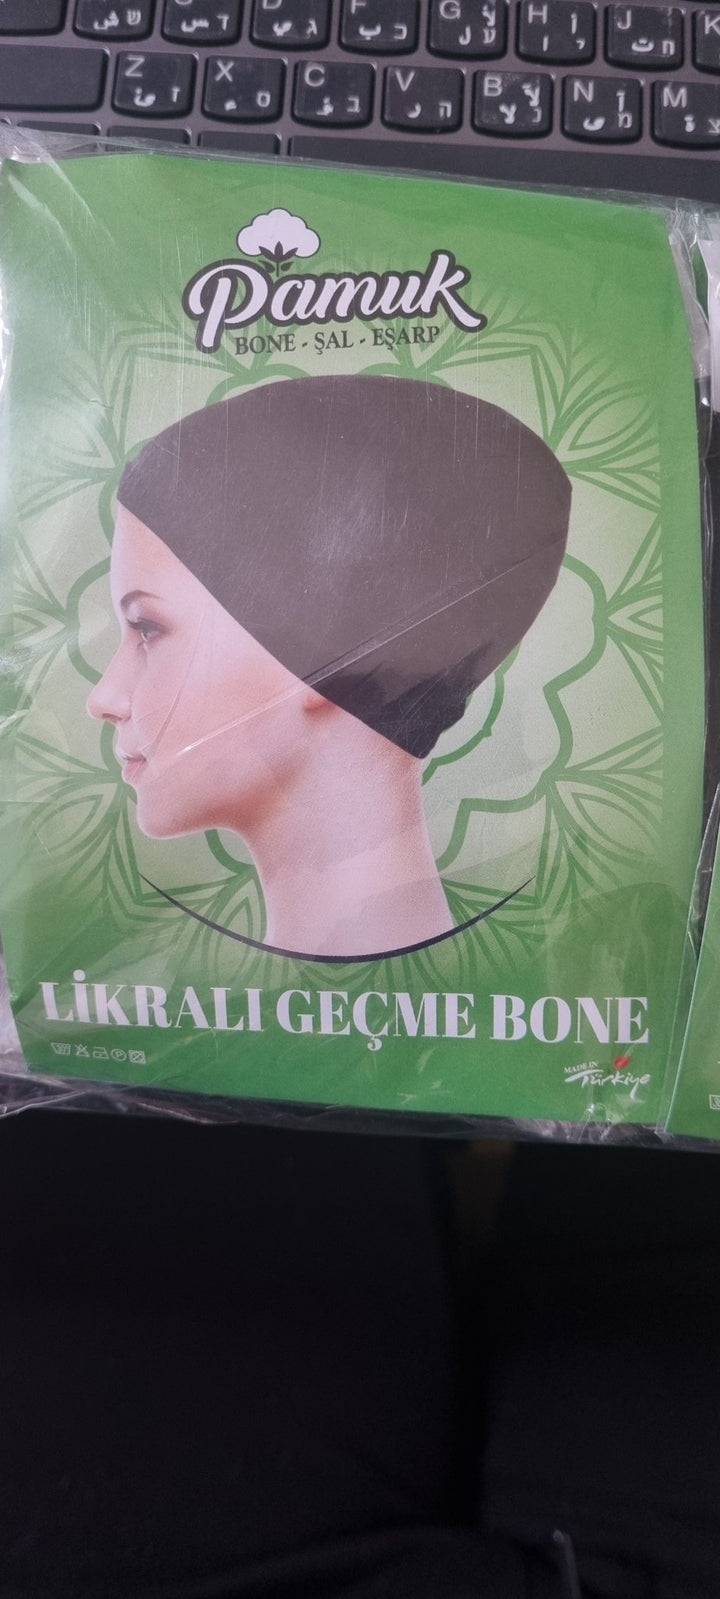 G H J K
Z X C V B N M
Pamuk
BONE - ŞAL - EŞARP
LİKRALI GEÇME BONE
MADE IN
Türkiye